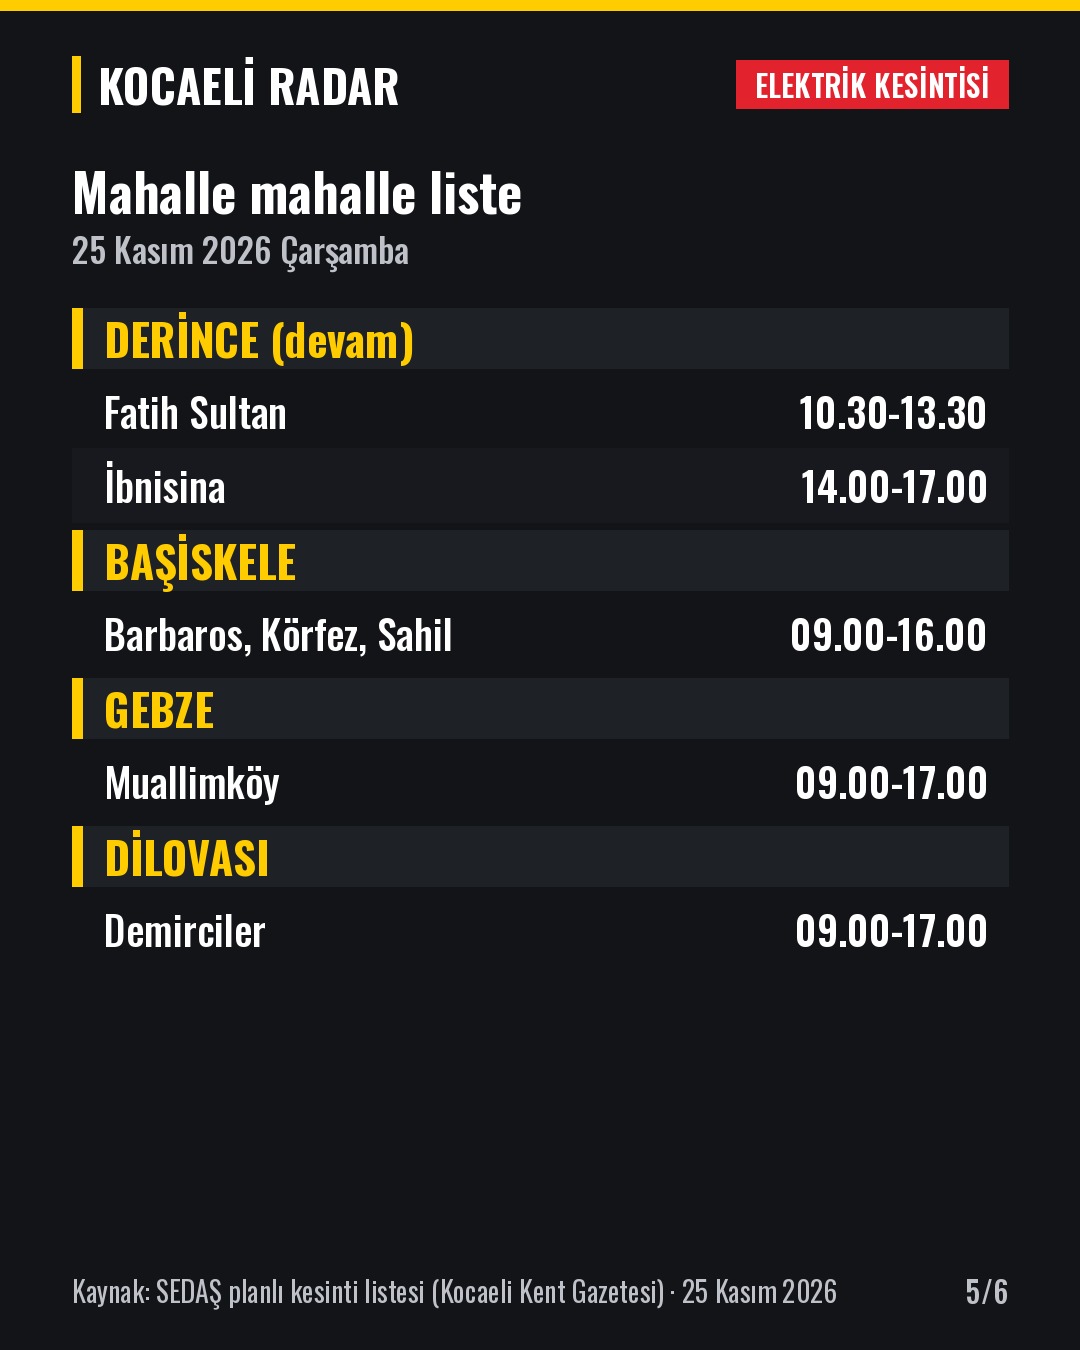 KOCAELİ RADAR
ELEKTRİK KESİNTİSİ
Mahalle mahalle liste
25 Kasım 2026 Çarşamba
DERİNCE (devam)
Fatih Sultan 10.30-13.30
İbnisina 14.00-17.00
BAŞİSKELE
Barbaros, Körfez, Sahil 09.00-16.00
GEBZE
Muallimköy 09.00-17.00
DİLOVASI
Demirciler 09.00-17.00
Kaynak: SEDAŞ planlı kesinti listesi (Kocaeli Kent Gazetesi) · 25 Kasım 2026 5/6